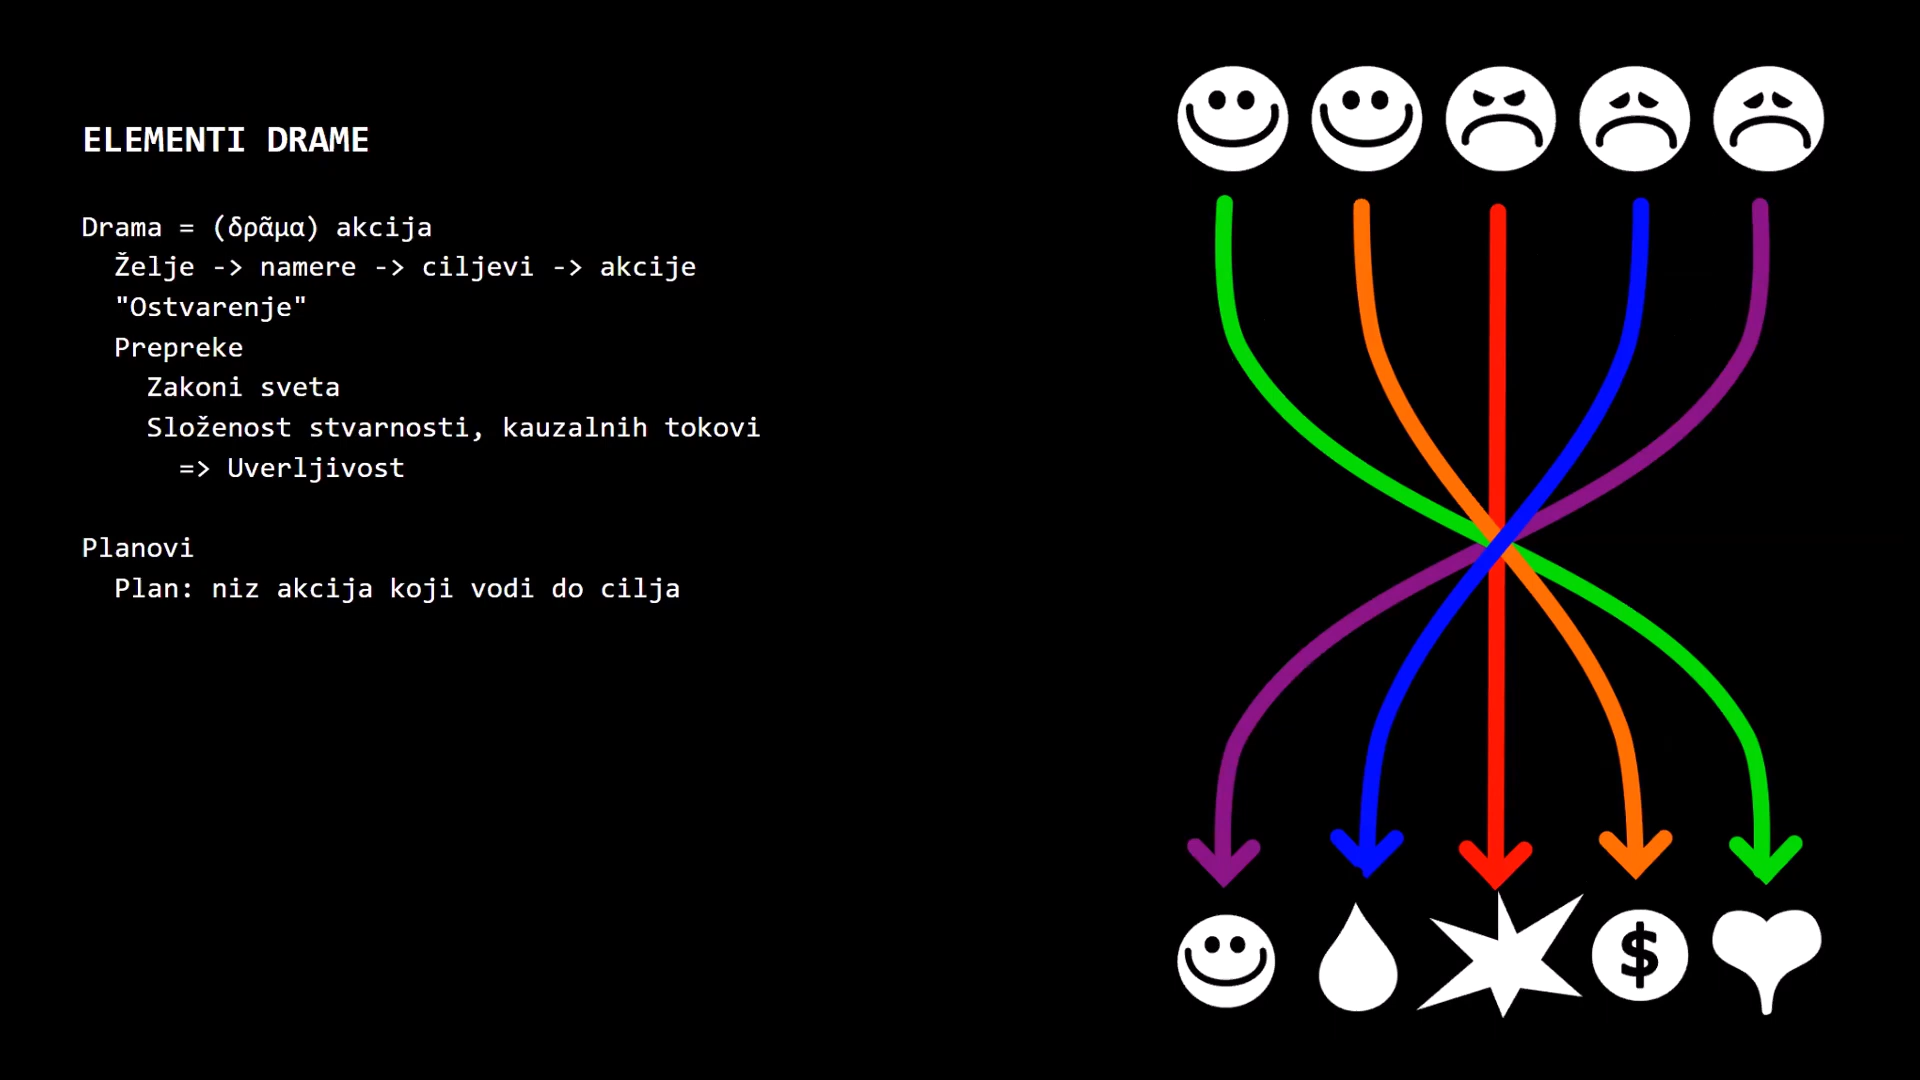 ELEMENTI DRAME
Drama = (δρᾶμα) akcija
Želje -> namere -> ciljevi -> akcije
"Ostvarenje"
Prepreke
Zakoni sveta
Složenost stvarnosti, kauzalnih tokovi
=> Uverljivost
Planovi
Plan: niz akcija koji vodi do cilja
$